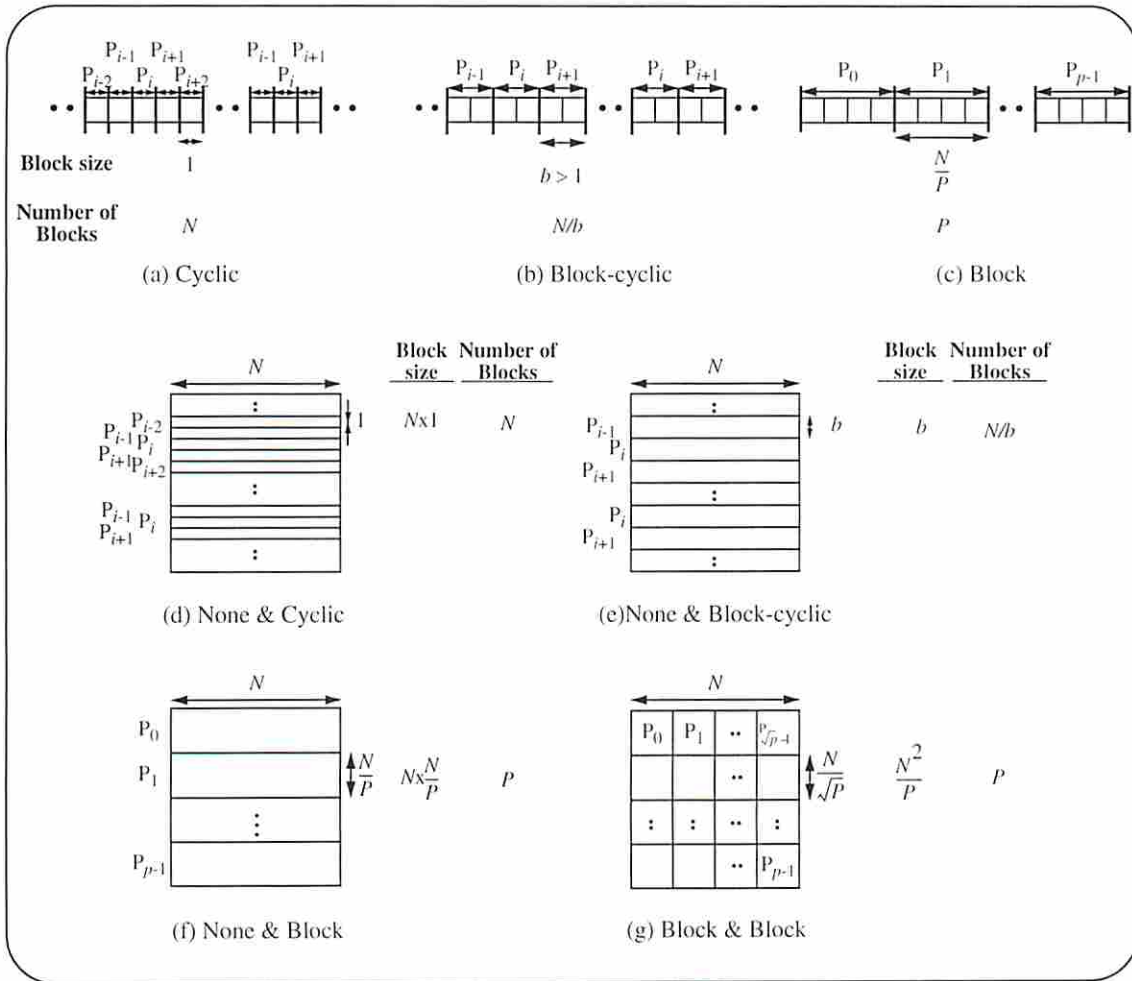 P_{i-1} P_{i+1} P_{i-1} P_{i+1}
P_{i-2} P_i P_{i+2} P_i
P_{i-1} P_i P_{i+1} P_i P_{i+1}
P_0 P_1 P_{p-1}
Block size 1 b > 1 N/P
Number of
Blocks N N/b P
(a) Cyclic (b) Block-cyclic (c) Block
N
Block
size
Number of
Blocks
P_{i-2}
P_{i-1} P_i
P_{i+1} P_{i+2}
P_{i-1} P_i
P_{i+1}
1 Nx1 N
(d) None & Cyclic
N
Block
size
Number of
Blocks
P_{i-1}
P_i
P_{i+1}
P_i
P_{i+1}
b b N/b
(e)None & Block-cyclic
N
P_0
P_1
P_{p-1}
N/P Nx N/P P
(f) None & Block
N
P_0 P_1 ·· P_{√p-1}
P_{p-1}
N/√P N^2/P P
(g) Block & Block